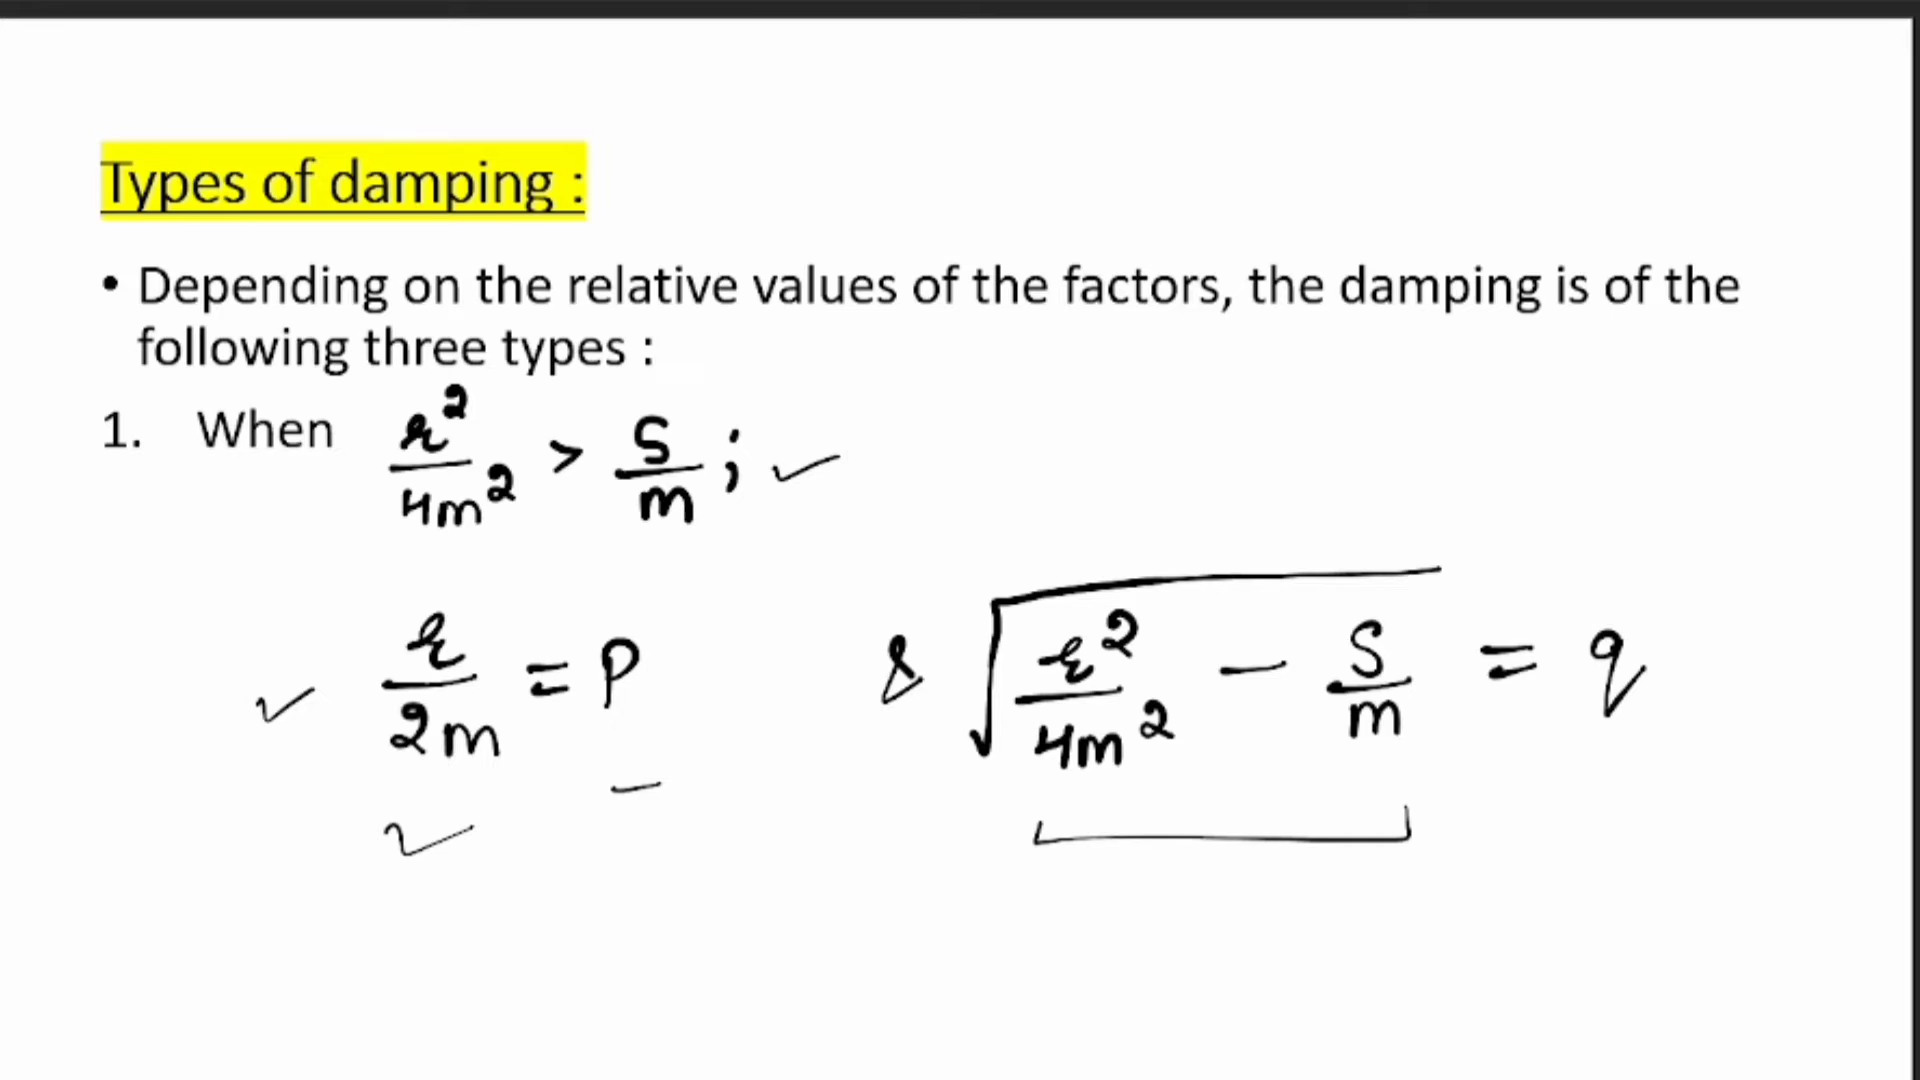 Types of damping :
• Depending on the relative values of the factors, the damping is of the
following three types :
1. When r²/4m² > S/m ;
r/2m = p & √(r²/4m² − S/m) = q